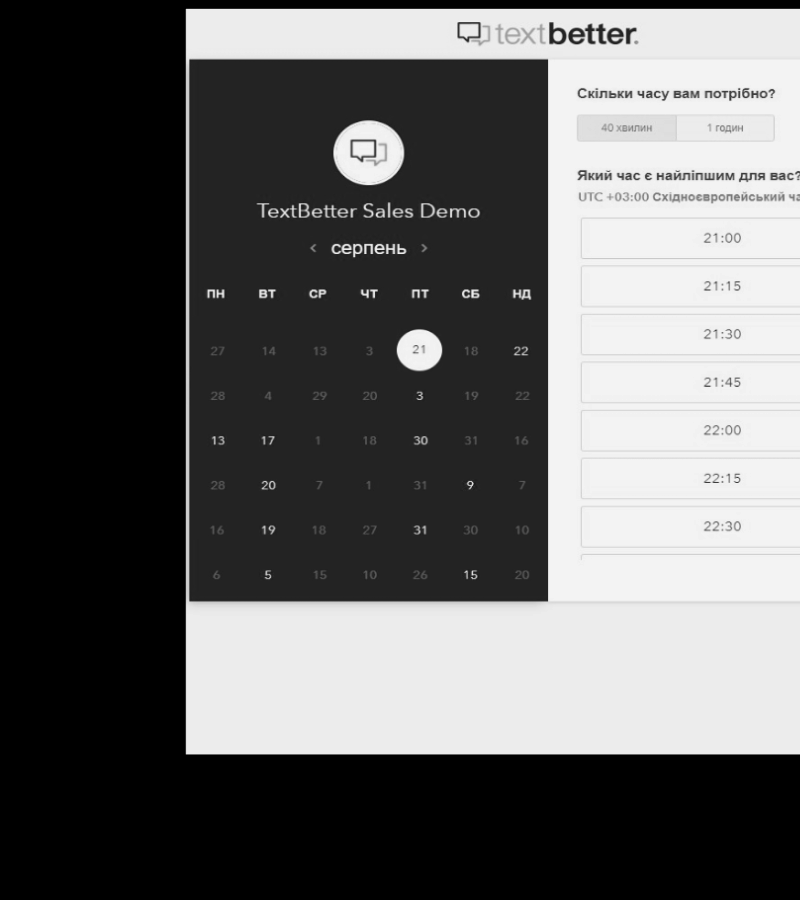 textbetter.
TextBetter Sales Demo
‹ серпень ›
ПН ВТ СР ЧТ ПТ СБ НД
27 14 13 3 21 18 22
28 4 29 20 3 19 22
13 17 1 18 30 31 16
28 20 7 1 31 9 7
16 19 18 27 31 30 10
6 5 15 10 26 15 20
Скільки часу вам потрібно?
40 хвилин 1 годин
Який час є найліпшим для вас?
UTC +03:00 Східноєвропейський
21:00
21:15
21:30
21:45
22:00
22:15
22:30